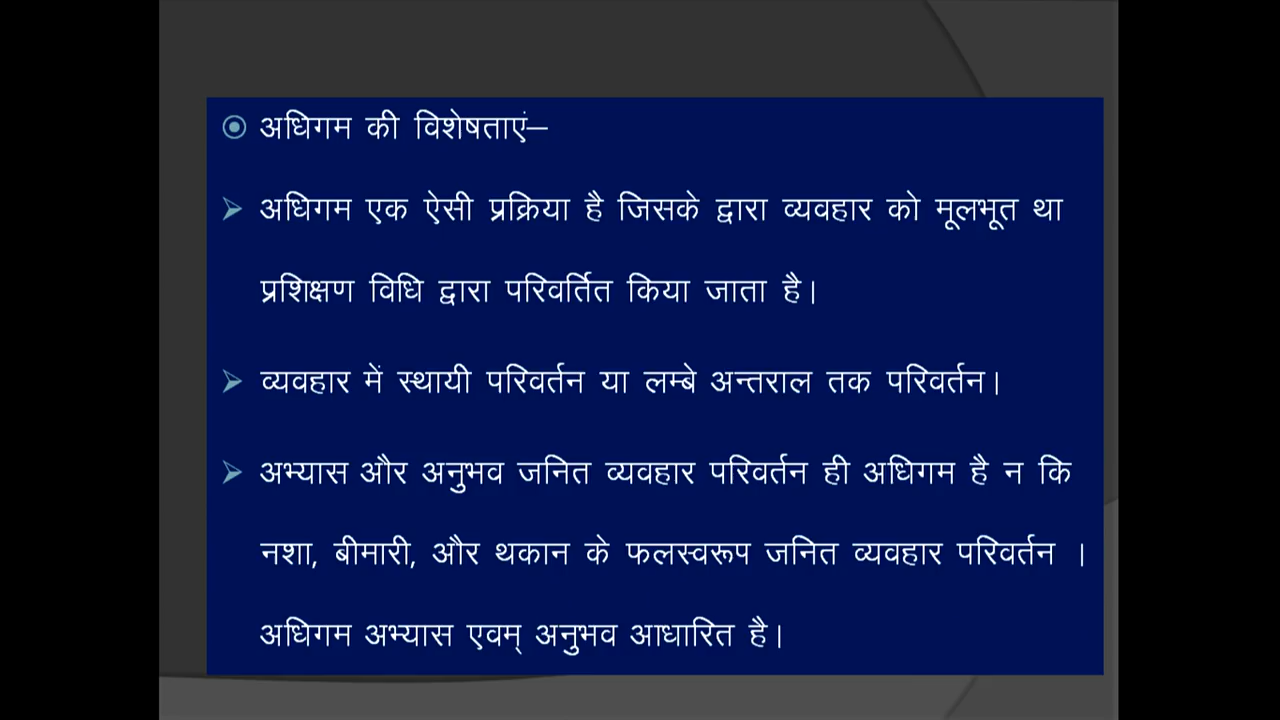 अधिगम की विशेषताएं–
अधिगम एक ऐसी प्रक्रिया है जिसके द्वारा व्यवहार को मूलभूत था
प्रशिक्षण विधि द्वारा परिवर्तित किया जाता है।
व्यवहार में स्थायी परिवर्तन या लम्बे अन्तराल तक परिवर्तन।
अभ्यास और अनुभव जनित व्यवहार परिवर्तन ही अधिगम है न कि
नशा, बीमारी, और थकान के फलस्वरूप जनित व्यवहार परिवर्तन ।
अधिगम अभ्यास एवम् अनुभव आधारित है।